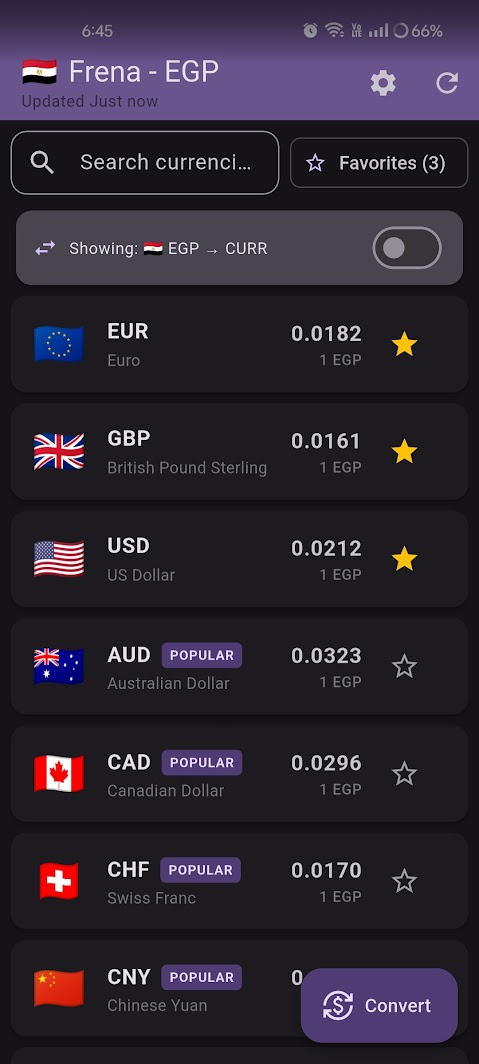 6:45
Vo LTE 66%
Frena - EGP
Updated Just now
Search currenci...
Favorites (3)
Showing: EGP → CURR
EUR
0.0182
Euro
1 EGP
GBP
0.0161
British Pound Sterling
1 EGP
USD
0.0212
US Dollar
1 EGP
AUD POPULAR
0.0323
Australian Dollar
1 EGP
CAD POPULAR
0.0296
Canadian Dollar
1 EGP
CHF POPULAR
0.0170
Swiss Franc
1 EGP
CNY POPULAR
0.
Chinese Yuan
Convert